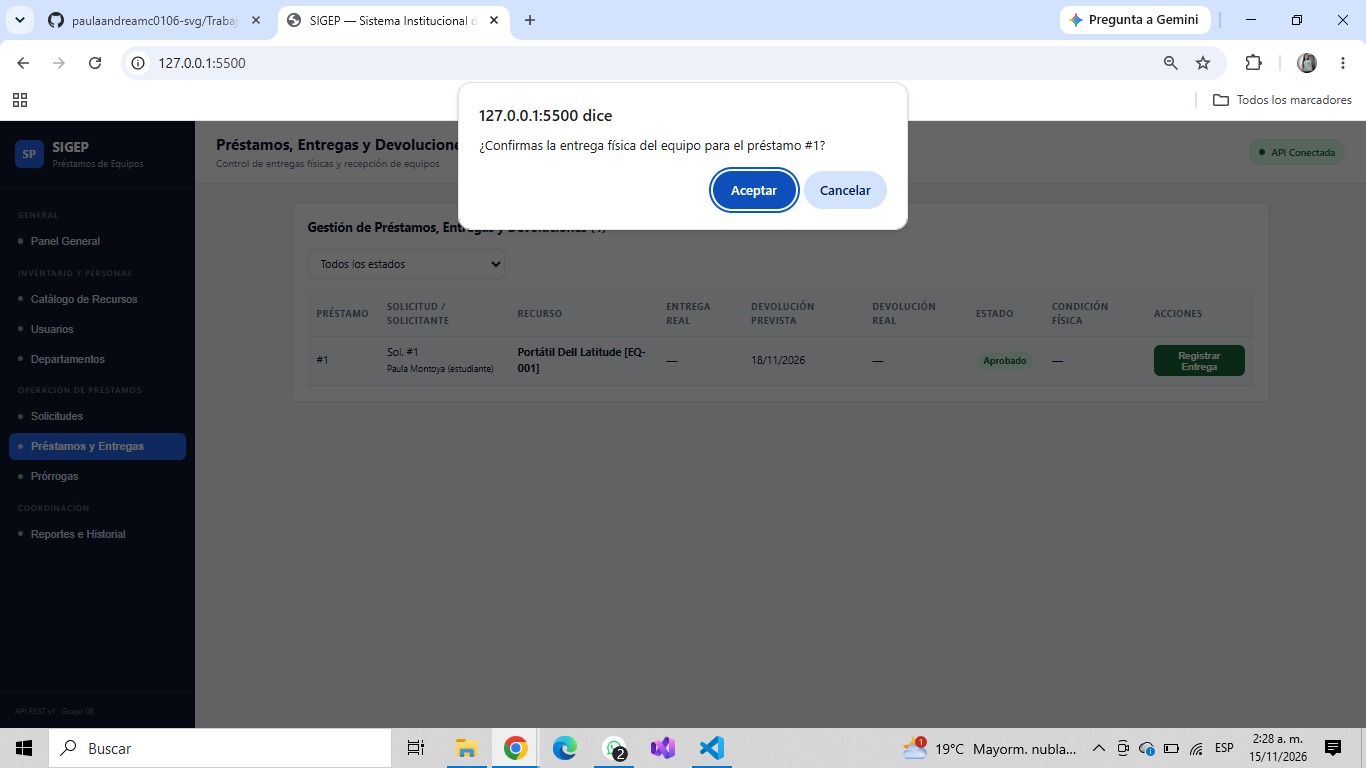 paulaandreamc0106-svg/Traba
SIGEP — Sistema Institucional d
Pregunta a Gemini
127.0.0.1:5500
Todos los marcadores
127.0.0.1:5500 dice
¿Confirmas la entrega física del equipo para el préstamo #1?
Aceptar
Cancelar
SP
SIGEP
Préstamos de Equipos
Préstamos, Entregas y Devolucione
Control de entregas físicas y recepción de equipos
API Conectada
GENERAL
Panel General
INVENTARIO Y PERSONAS
Catálogo de Recursos
Usuarios
Departamentos
OPERACIÓN DE PRÉSTAMOS
Solicitudes
Préstamos y Entregas
Prórrogas
COORDINACIÓN
Reportes e Historial
API REST v1 · Grupo 08
Gestión de Préstamos, Entregas y Devoluciones (1)
Todos los estados
PRÉSTAMO
SOLICITUD /
SOLICITANTE
RECURSO
ENTREGA
REAL
DEVOLUCIÓN
PREVISTA
DEVOLUCIÓN
REAL
ESTADO
CONDICIÓN
FÍSICA
ACCIONES
#1
Sol. #1
Paula Montoya (estudiante)
Portátil Dell Latitude [EQ-
001]
—
18/11/2026
—
Aprobado
—
Registrar
Entrega
Buscar
2
1
19°C Mayorm. nubla...
ESP
2:28 a. m.
15/11/2026